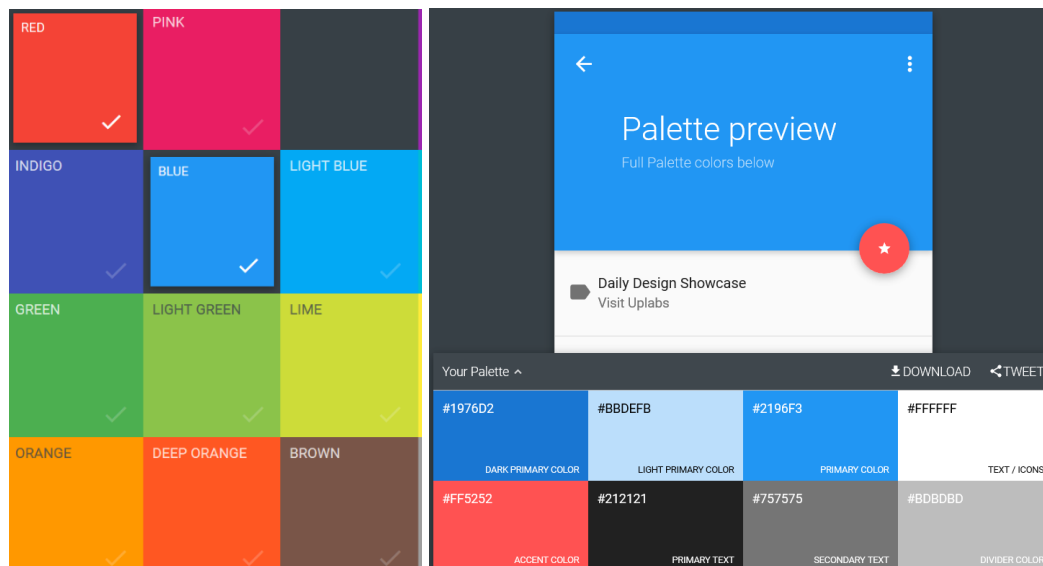 RED
PINK
INDIGO
BLUE
LIGHT BLUE
GREEN
LIGHT GREEN
LIME
ORANGE
DEEP ORANGE
BROWN
Palette preview
Full Palette colors below
Daily Design Showcase
Visit Uplabs
Your Palette
DOWNLOAD
TWEET
#1976D2
DARK PRIMARY COLOR
#BBDEFB
LIGHT PRIMARY COLOR
#2196F3
PRIMARY COLOR
#FFFFFF
TEXT / ICONS
#FF5252
ACCENT COLOR
#212121
PRIMARY TEXT
#757575
SECONDARY TEXT
#BDBDBD
DIVIDER COLOR